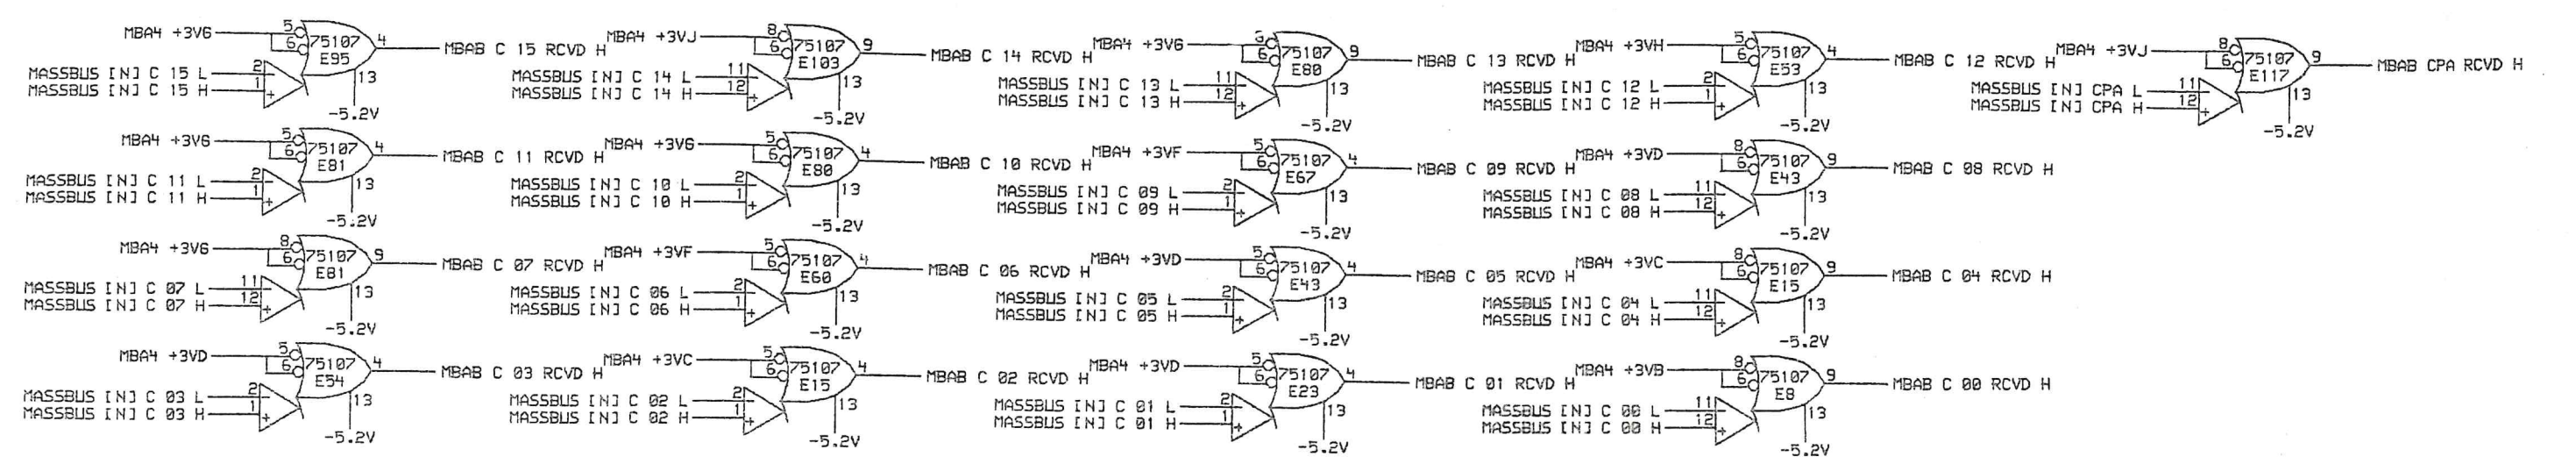 MBA4 +3VG 5 6 75107 E95 4 MBAB C 15 RCVD H
MASSBUS [N] C 15 L 2
MASSBUS [N] C 15 H 1 + 13
-5.2V
MBA4 +3VJ 8 6 75107 E103 9 MBAB C 14 RCVD H
MASSBUS [N] C 14 L 11
MASSBUS [N] C 14 H 12 + 13
-5.2V
MBA4 +3VG 6 75107 E80 9 MBAB C 13 RCVD H
MASSBUS [N] C 13 L 11
MASSBUS [N] C 13 H 12 + 13
-5.2V
MBA4 +3VH 5 6 75107 E53 4 MBAB C 12 RCVD H
MASSBUS [N] C 12 L 2
MASSBUS [N] C 12 H 1 + 13
-5.2V
MBA4 +3VJ 8 6 75107 E117 9 MBAB CPA RCVD H
MASSBUS [N] CPA L 11
MASSBUS [N] CPA H 12 + 13
-5.2V
MBA4 +3VG 5 6 75107 E81 4 MBAB C 11 RCVD H
MASSBUS [N] C 11 L 2
MASSBUS [N] C 11 H 1 + 13
-5.2V
MBA4 +3VG 5 6 75107 E80 4 MBAB C 10 RCVD H
MASSBUS [N] C 10 L 2
MASSBUS [N] C 10 H 1 + 13
-5.2V
MBA4 +3VF 5 6 75107 E67 4 MBAB C 09 RCVD H
MASSBUS [N] C 09 L 2
MASSBUS [N] C 09 H 1 + 13
-5.2V
MBA4 +3VD 8 6 75107 E43 9 MBAB C 08 RCVD H
MASSBUS [N] C 08 L 11
MASSBUS [N] C 08 H 12 + 13
-5.2V
MBA4 +3VG 8 6 75107 E81 9 MBAB C 07 RCVD H
MASSBUS [N] C 07 L 11
MASSBUS [N] C 07 H 12 + 13
-5.2V
MBA4 +3VF 5 6 75107 E60 4 MBAB C 06 RCVD H
MASSBUS [N] C 06 L 2
MASSBUS [N] C 06 H 1 + 13
-5.2V
MBA4 +3VD 5 6 75107 E43 4 MBAB C 05 RCVD H
MASSBUS [N] C 05 L 2
MASSBUS [N] C 05 H 1 + 13
-5.2V
MBA4 +3VC 8 6 75107 E15 9 MBAB C 04 RCVD H
MASSBUS [N] C 04 L 11
MASSBUS [N] C 04 H 12 + 13
-5.2V
MBA4 +3VD 5 6 75107 E54 4 MBAB C 03 RCVD H
MASSBUS [N] C 03 L 2
MASSBUS [N] C 03 H 1 + 13
-5.2V
MBA4 +3VC 5 6 75107 E15 4 MBAB C 02 RCVD H
MASSBUS [N] C 02 L 2
MASSBUS [N] C 02 H 1 + 13
-5.2V
MBA4 +3VD 5 6 75107 E23 4 MBAB C 01 RCVD H
MASSBUS [N] C 01 L 2
MASSBUS [N] C 01 H 1 + 13
-5.2V
MBA4 +3VB 8 6 75107 E8 9 MBAB C 00 RCVD H
MASSBUS [N] C 00 L 11
MASSBUS [N] C 00 H 12 + 13
-5.2V